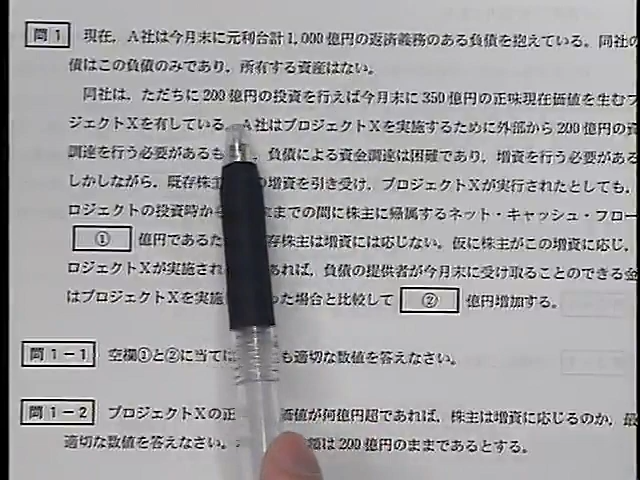 問1 現在，A社は今月末に元利合計1,000億円の返済義務のある負債を抱えている。同社の
債はこの負債のみであり，所有する資産はない。
同社は，ただちに200億円の投資を行えば今月末に350億円の正味現在価値を生むプ
ジェクトXを有している。A社はプロジェクトXを実施するために外部から200億円の資
調達を行う必要があるも，負債による資金調達は困難であり，増資を行う必要がある
しかしながら，既存株主の増資を引き受け，プロジェクトXが実行されたとしても，
ロジェクトの投資時からまでの間に株主に帰属するネット・キャッシュ・フロー
① 億円であるた存株主は増資には応じない。仮に株主がこの増資に応じ，
ロジェクトXが実施されあれば，負債の提供者が今月末に受け取ることのできる金
はプロジェクトXを実施った場合と比較して ② 億円増加する。
問1－1 空欄①と②に当てはも適切な数値を答えなさい。
問1－2 プロジェクトXの正価値が何億円超であれば，株主は増資に応じるのか，最
適切な数値を答えなさい。額は200億円のままであるとする。